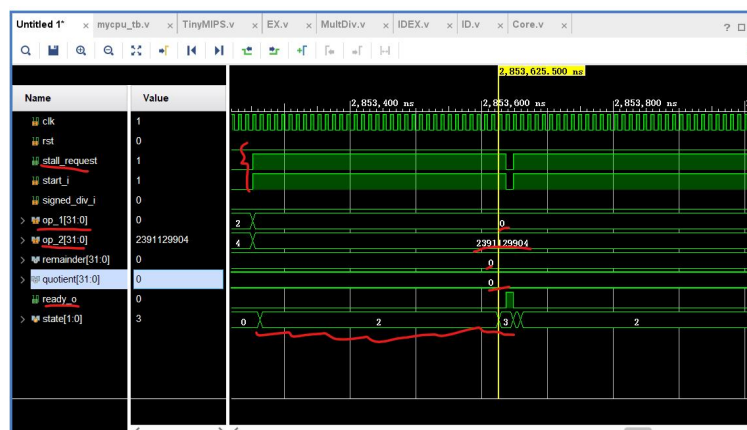 Untitled 1* × mycpu_tb.v × TinyMIPS.v × EX.v × MultDiv.v × IDEX.v × ID.v × Core.v × ? □
2,853,625.500 ns
Name Value
2,853,400 ns 2,853,600 ns 2,853,800 ns
clk 1
rst 0
stall_request 1
start_i 1
signed_div_i 0
> op_1[31:0] 0 2 0
> op_2[31:0] 2391129904 4 2391129904
> remainder[31:0] 0 0
> quotient[31:0] 0 0
ready_o 0
> state[1:0] 3 0 2 3 2